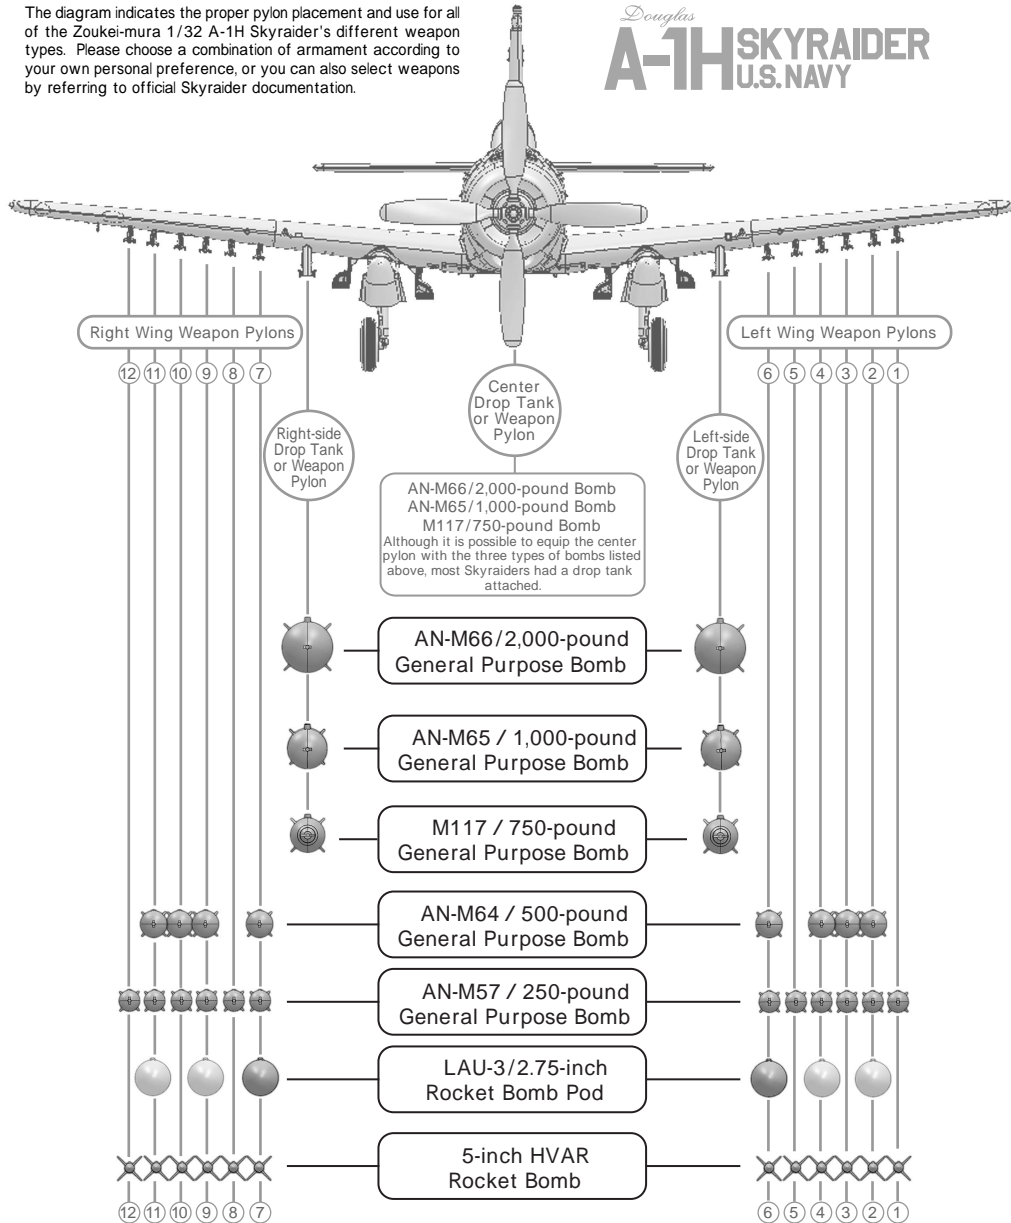 The diagram indicates the proper pylon placement and use for all
of the Zoukei-mura 1/32 A-1H Skyraider's different weapon
types. Please choose a combination of armament according to
your own personal preference, or you can also select weapons
by referring to official Skyraider documentation.
Douglas
A-1H SKYRAIDER
U.S. NAVY
Right Wing Weapon Pylons
Left Wing Weapon Pylons
12 11 10 9 8 7
6 5 4 3 2 1
Center
Drop Tank
or Weapon
Pylon
Right-side
Drop Tank
or Weapon
Pylon
Left-side
Drop Tank
or Weapon
Pylon
AN-M66/2,000-pound Bomb
AN-M65/1,000-pound Bomb
M117/750-pound Bomb
Although it is possible to equip the center
pylon with the three types of bombs listed
above, most Skyraiders had a drop tank
attached.
AN-M66/2,000-pound
General Purpose Bomb
AN-M65 / 1,000-pound
General Purpose Bomb
M117 / 750-pound
General Purpose Bomb
AN-M64 / 500-pound
General Purpose Bomb
AN-M57 / 250-pound
General Purpose Bomb
LAU-3/2.75-inch
Rocket Bomb Pod
5-inch HVAR
Rocket Bomb
12 11 10 9 8 7
6 5 4 3 2 1